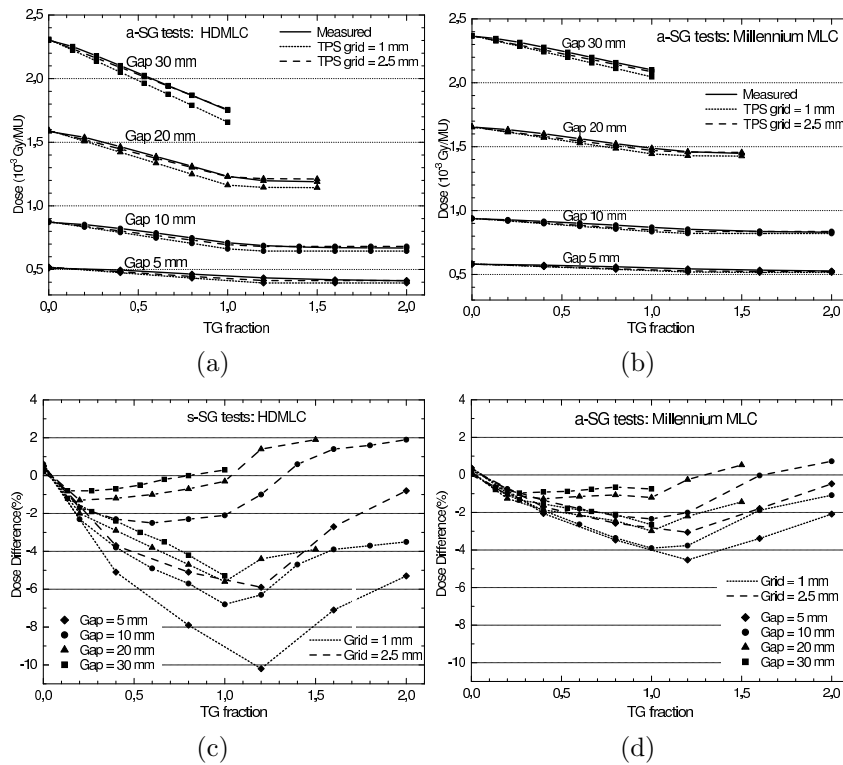 a-SG tests: HDMLC
Measured
TPS grid = 1 mm
TPS grid = 2.5 mm
Gap 30 mm
Gap 20 mm
Gap 10 mm
Gap 5 mm
2,5
2,0
1,5
1,0
0,5
Dose (10⁻³ Gy/MU)
0,0 0,5 1,0 1,5 2,0
TG fraction
(a)
a-SG tests: Millennium MLC
Gap 30 mm
Measured
TPS grid = 1 mm
TPS grid = 2.5 mm
Gap 20 mm
Gap 10 mm
Gap 5 mm
2,5
2,0
1,5
1,0
0,5
Dose (10⁻³ Gy/MU)
0,0 0,5 1,0 1,5 2,0
TG fraction
(b)
s-SG tests: HDMLC
4
2
0
-2
-4
-6
-8
-10
Dose Difference(%)
Gap = 5 mm
Gap = 10 mm
Gap = 20 mm
Gap = 30 mm
Grid = 1 mm
Grid = 2.5 mm
0,0 0,5 1,0 1,5 2,0
TG fraction
(c)
a-SG tests: Millennium MLC
4
2
0
-2
-4
-6
-8
-10
Dose Difference (%)
Grid = 1 mm
Grid = 2.5 mm
Gap = 5 mm
Gap = 10 mm
Gap = 20 mm
Gap = 30 mm
0,0 0,5 1,0 1,5 2,0
TG fraction
(d)